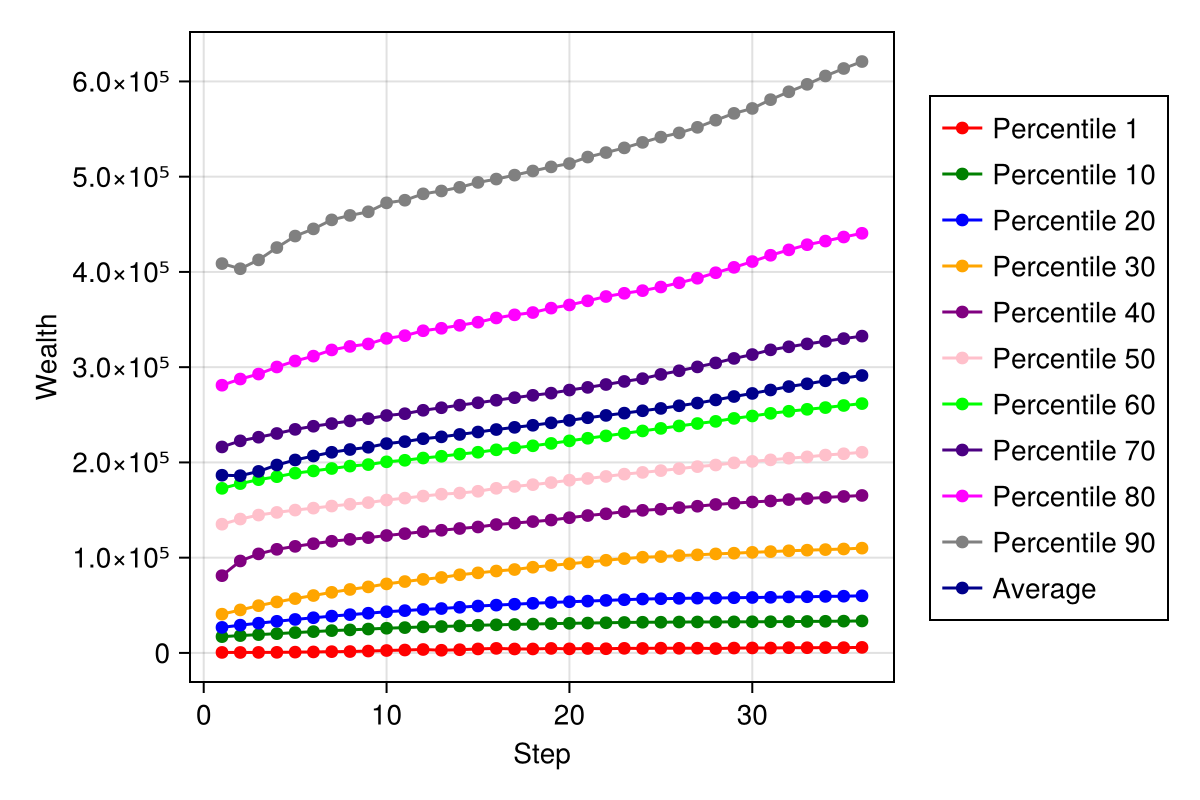 6.0×10⁵
5.0×10⁵
4.0×10⁵
3.0×10⁵
2.0×10⁵
1.0×10⁵
0
Wealth
0 10 20 30
Step
Percentile 1
Percentile 10
Percentile 20
Percentile 30
Percentile 40
Percentile 50
Percentile 60
Percentile 70
Percentile 80
Percentile 90
Average